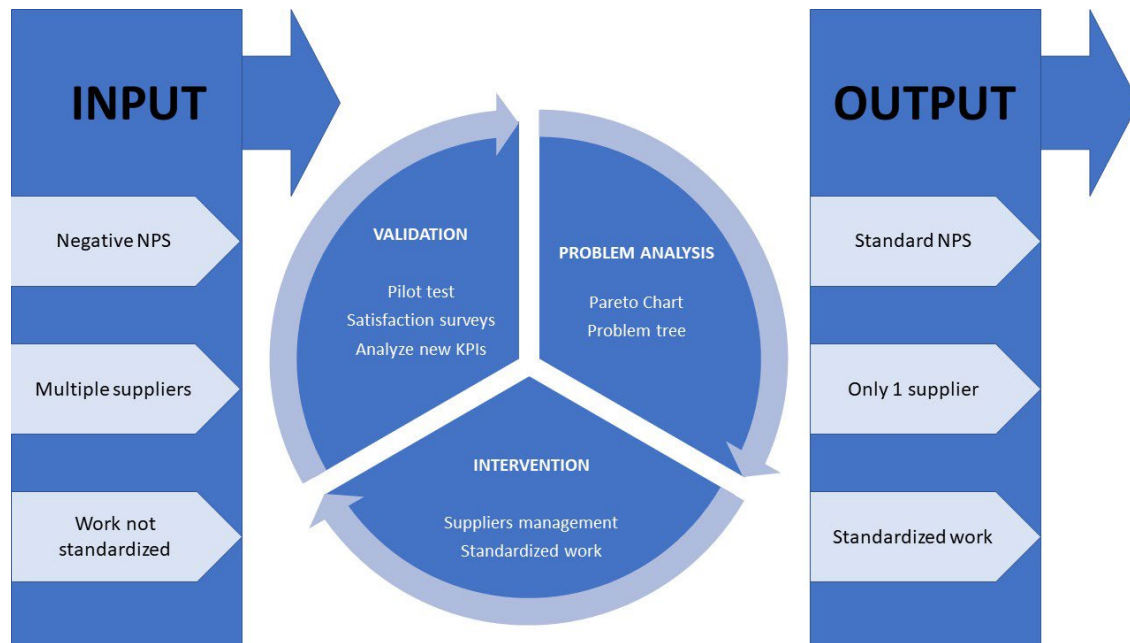 INPUT
Negative NPS
Multiple suppliers
Work not
standardized
VALIDATION
Pilot test
Satisfaction surveys
Analyze new KPIs
PROBLEM ANALYSIS
Pareto Chart
Problem tree
INTERVENTION
Suppliers management
Standardized work
OUTPUT
Standard NPS
Only 1 supplier
Standardized work